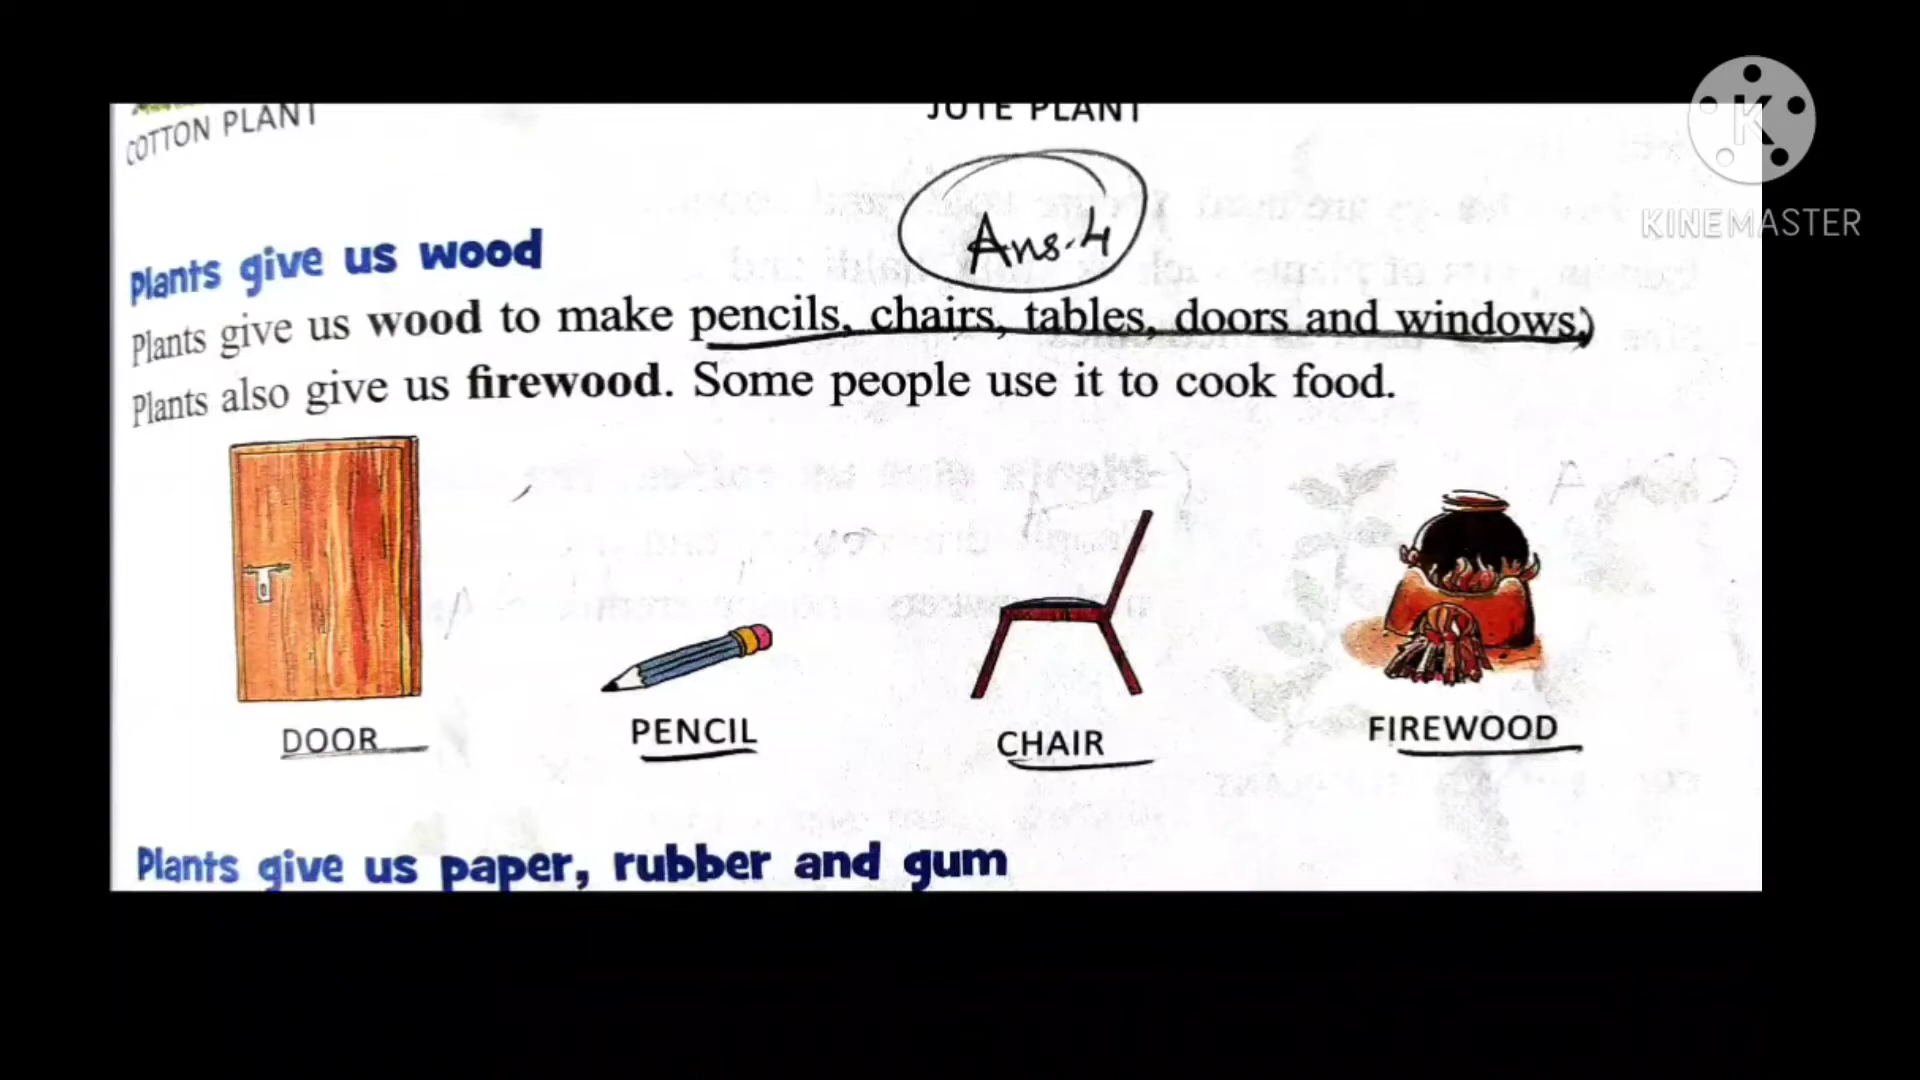 COTTON PLANT
JUTE PLANT
KINEMASTER
Ans. 4
Plants give us wood
Plants give us wood to make pencils, chairs, tables, doors and windows.
Plants also give us firewood. Some people use it to cook food.
DOOR
PENCIL
CHAIR
FIREWOOD
Plants give us paper, rubber and gum